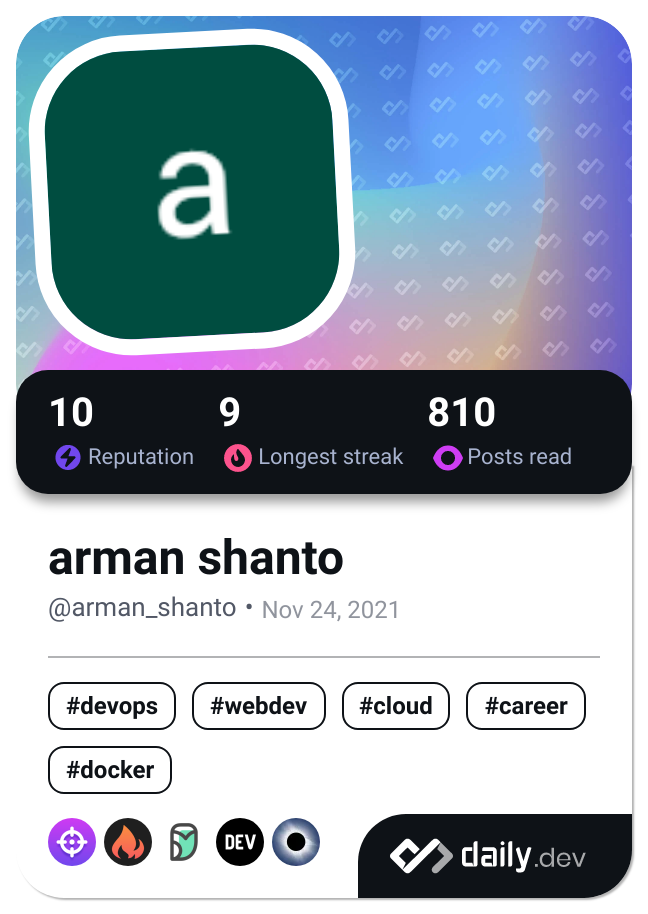 a
10 9 810
Reputation Longest streak Posts read
arman shanto
@arman_shanto • Nov 24, 2021
#devops #webdev #cloud #career
#docker
DEV
daily.dev